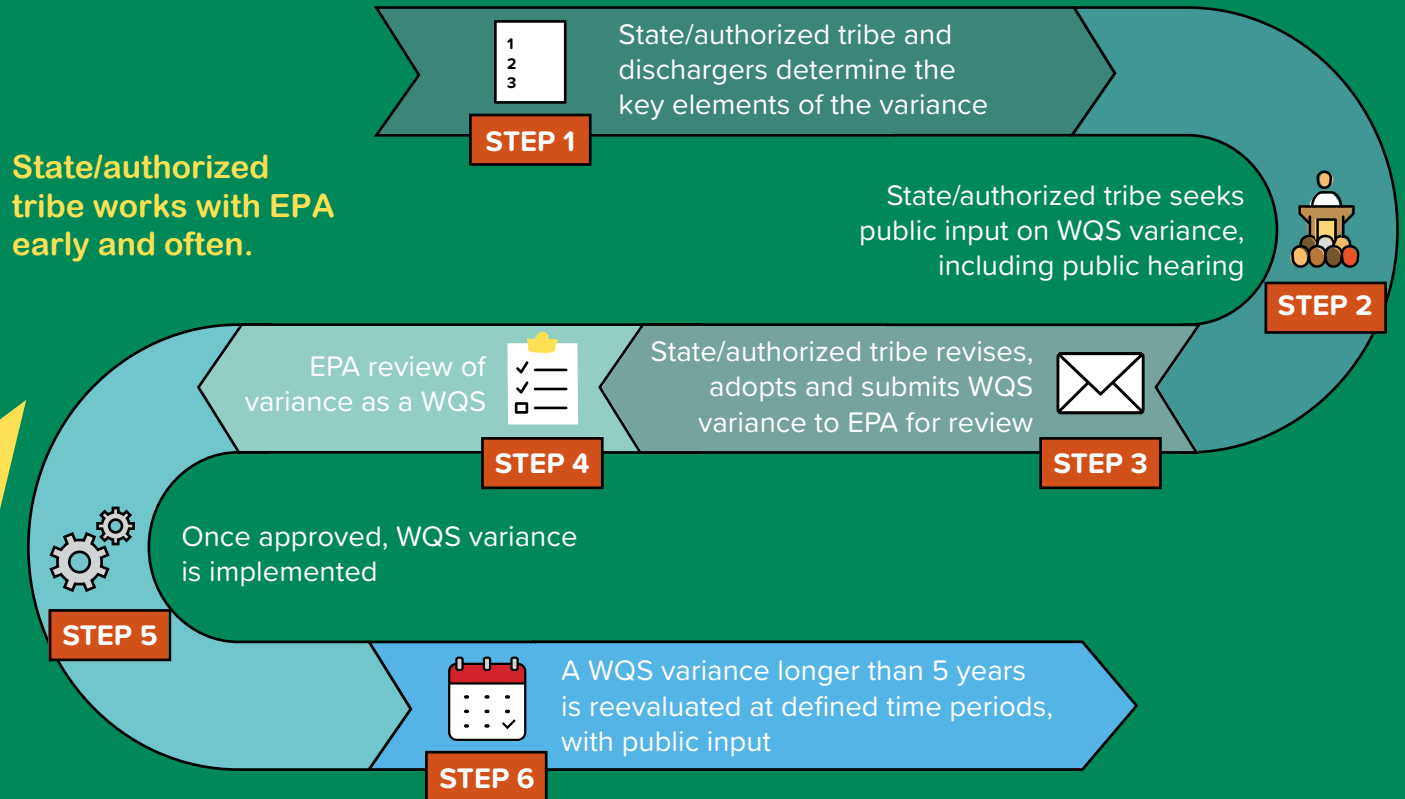 1
2
3
State/authorized tribe and
dischargers determine the
key elements of the variance
STEP 1
State/authorized
tribe works with EPA
early and often.
State/authorized tribe seeks
public input on WQS variance,
including public hearing
STEP 2
State/authorized tribe revises,
adopts and submits WQS
variance to EPA for review
STEP 3
EPA review of
variance as a WQS
STEP 4
Once approved, WQS variance
is implemented
STEP 5
A WQS variance longer than 5 years
is reevaluated at defined time periods,
with public input
STEP 6